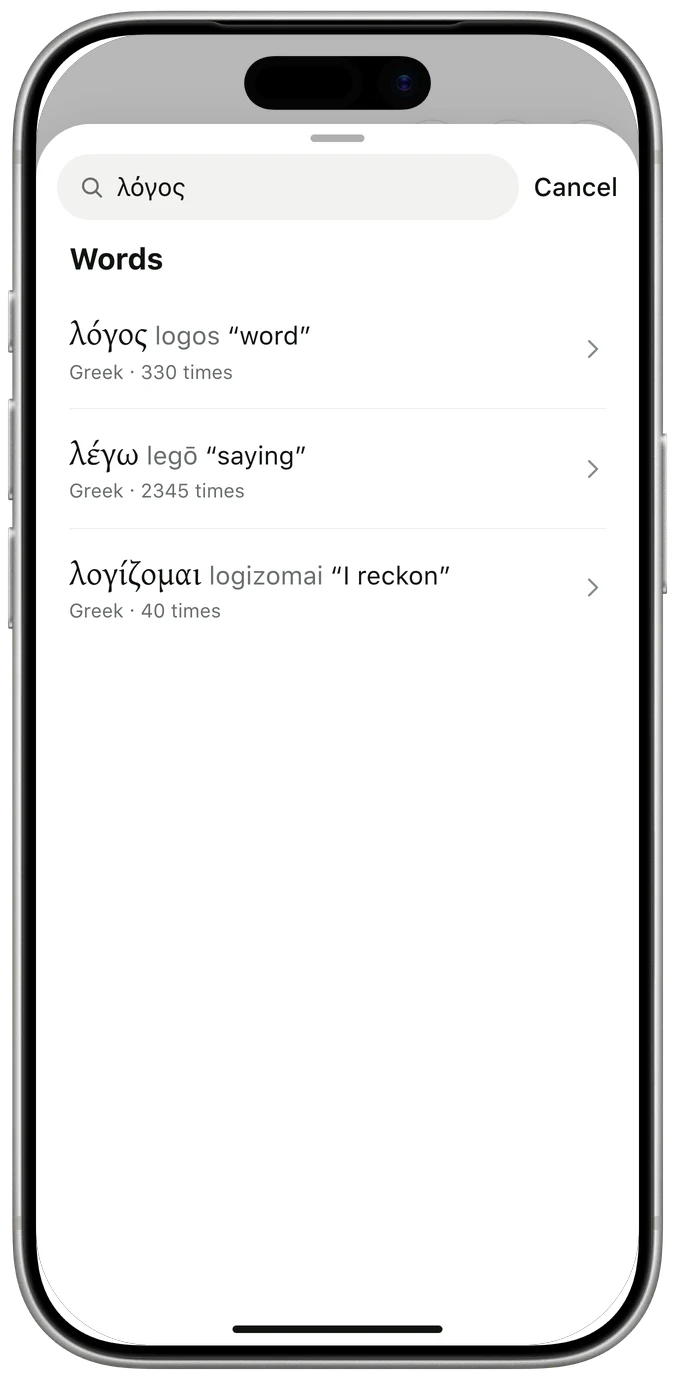 λόγος
Cancel
Words
λόγος logos “word”
Greek · 330 times
λέγω legō “saying”
Greek · 2345 times
λογίζομαι logizomai “I reckon”
Greek · 40 times